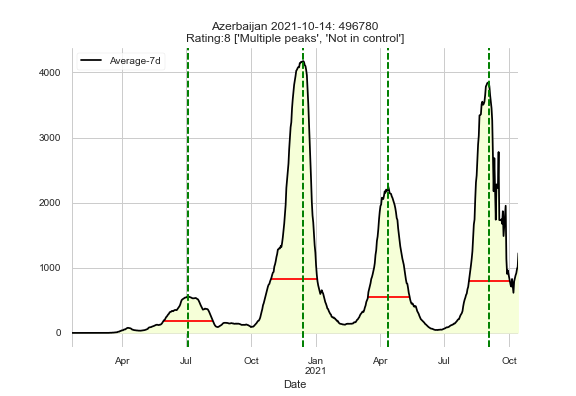 Azerbaijan 2021-10-14: 496780
Rating:8 ['Multiple peaks', 'Not in control']
Average-7d
4000
3000
2000
1000
0
Apr Jul Oct Jan Apr Jul Oct
2021
Date